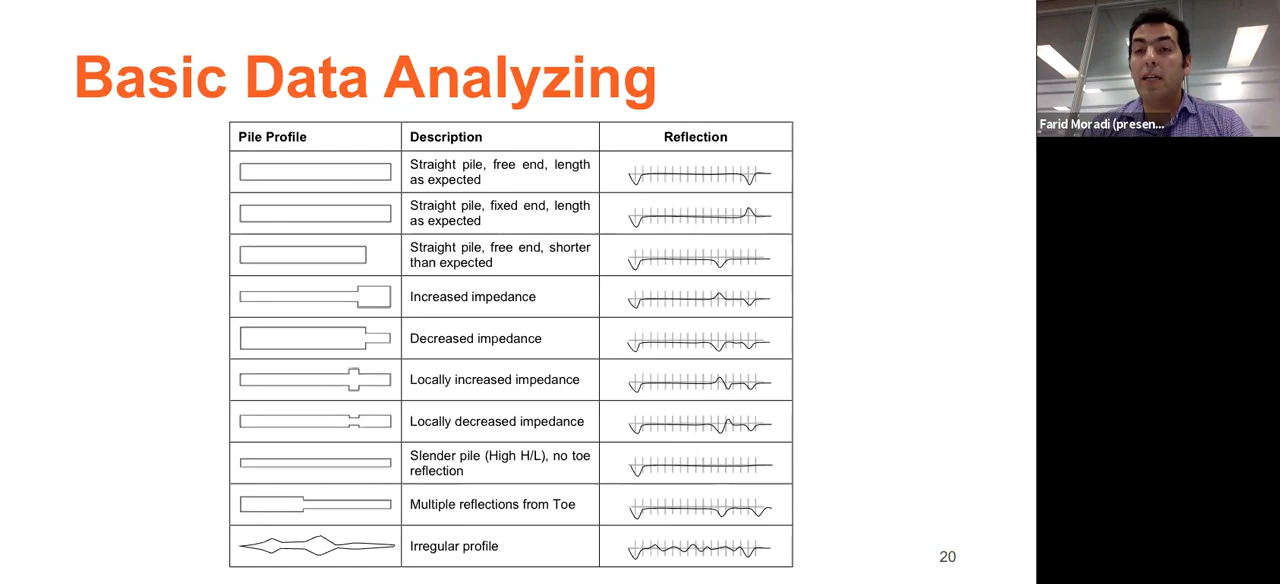 Basic Data Analyzing
Pile Profile Description Reflection
Straight pile, free end, length
as expected
Straight pile, fixed end, length
as expected
Straight pile, free end, shorter
than expected
Increased impedance
Decreased impedance
Locally increased impedance
Locally decreased impedance
Slender pile (High H/L), no toe
reflection
Multiple reflections from Toe
Irregular profile
20
Farid Moradi (presen...